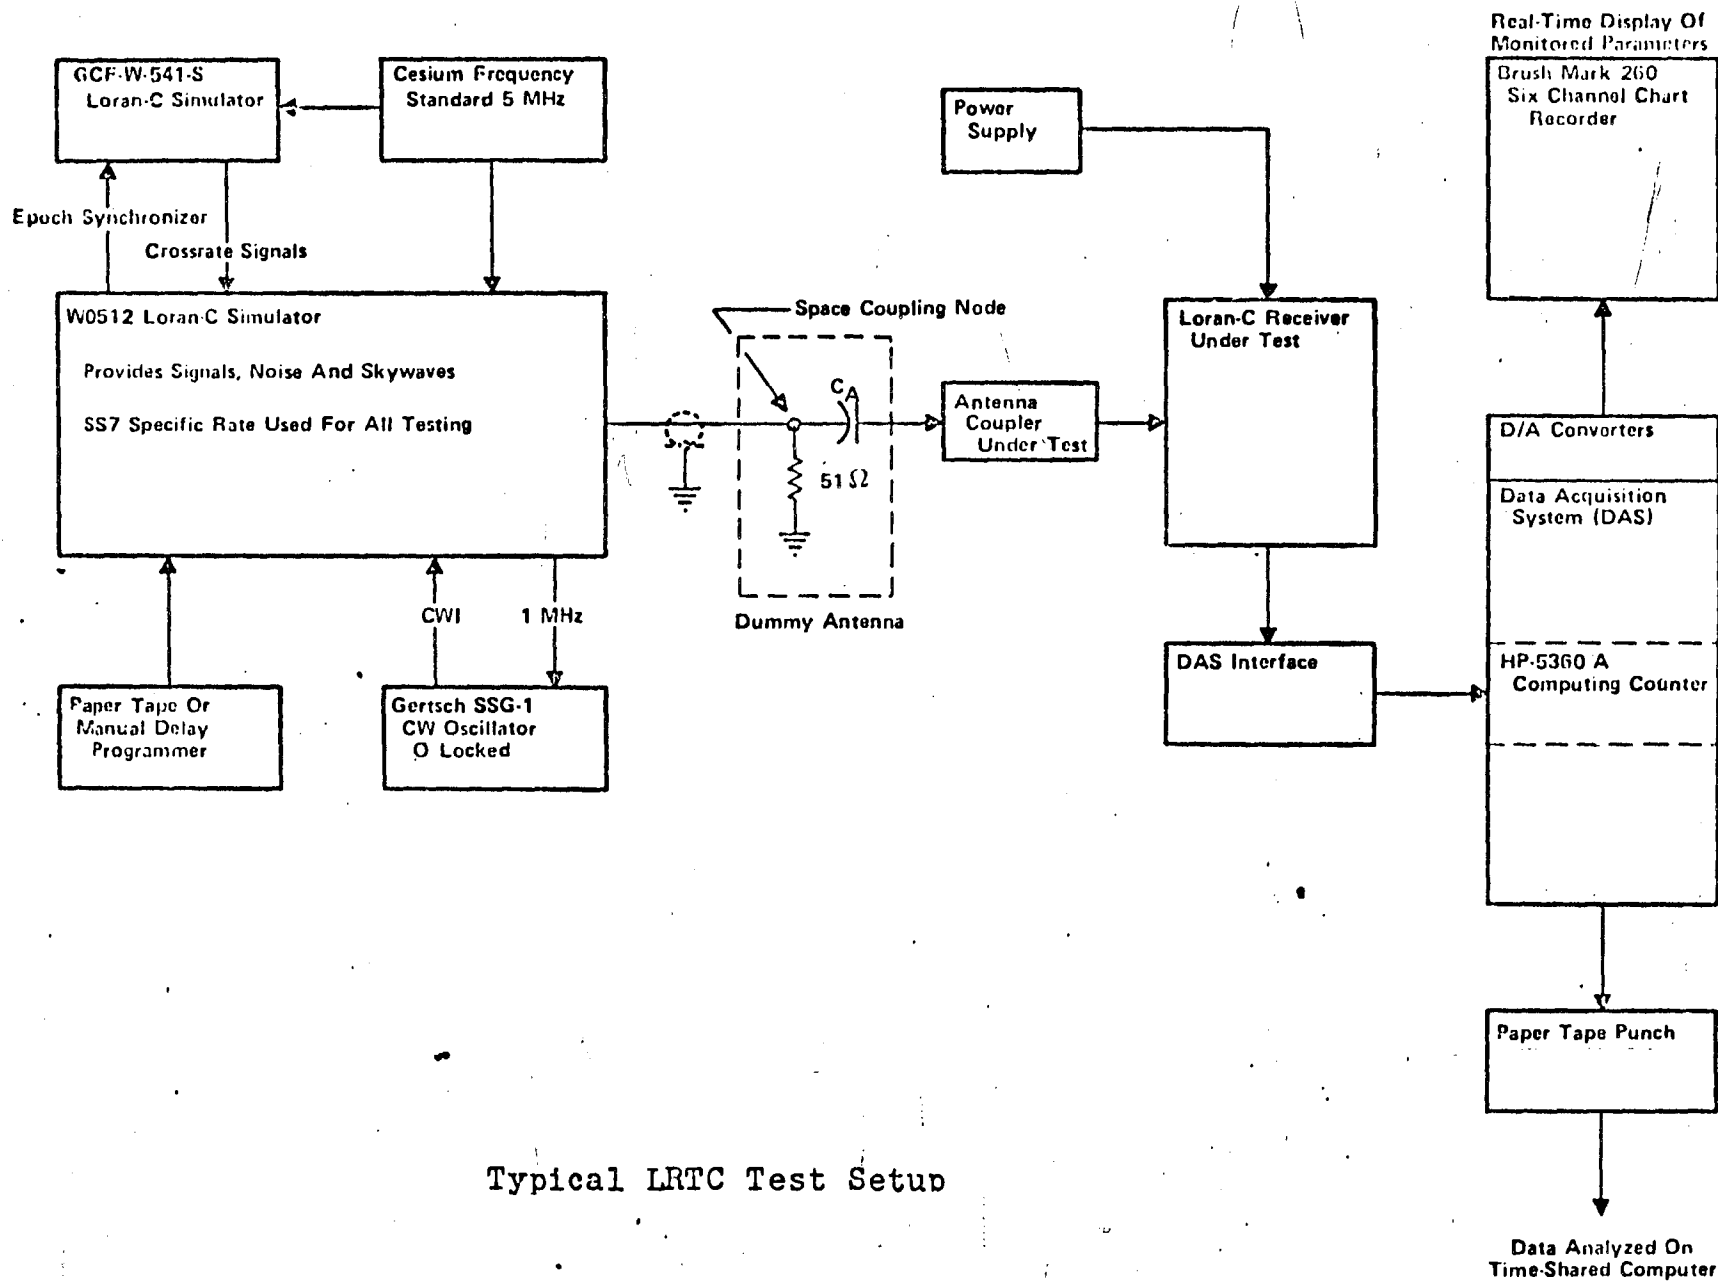 Real-Time Display Of
Monitored Parameters
GCF-W-541-S
Loran-C Simulator
Cesium Frequency
Standard 5 MHz
Power
Supply
Brush Mark 260
Six Channel Chart
Recorder
Epoch Synchronizer
Crossrate Signals
W0512 Loran-C Simulator
Provides Signals, Noise And Skywaves
SS7 Specific Rate Used For All Testing
Space Coupling Node
CA
51 Ω
Dummy Antenna
Antenna
Coupler
Under Test
Loran-C Receiver
Under Test
D/A Converters
Data Acquisition
System (DAS)
HP-5360 A
Computing Counter
DAS Interface
CWI
1 MHz
Paper Tape Or
Manual Delay
Programmer
Gertsch SSG-1
CW Oscillator
O Locked
Paper Tape Punch
Typical LRTC Test Setup
Data Analyzed On
Time-Shared Computer